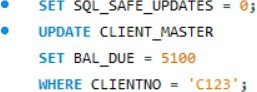 SET SQL_SAFE_UPDATES = 0;
UPDATE CLIENT_MASTER
SET BAL_DUE = 5100
WHERE CLIENTNO = 'C123';